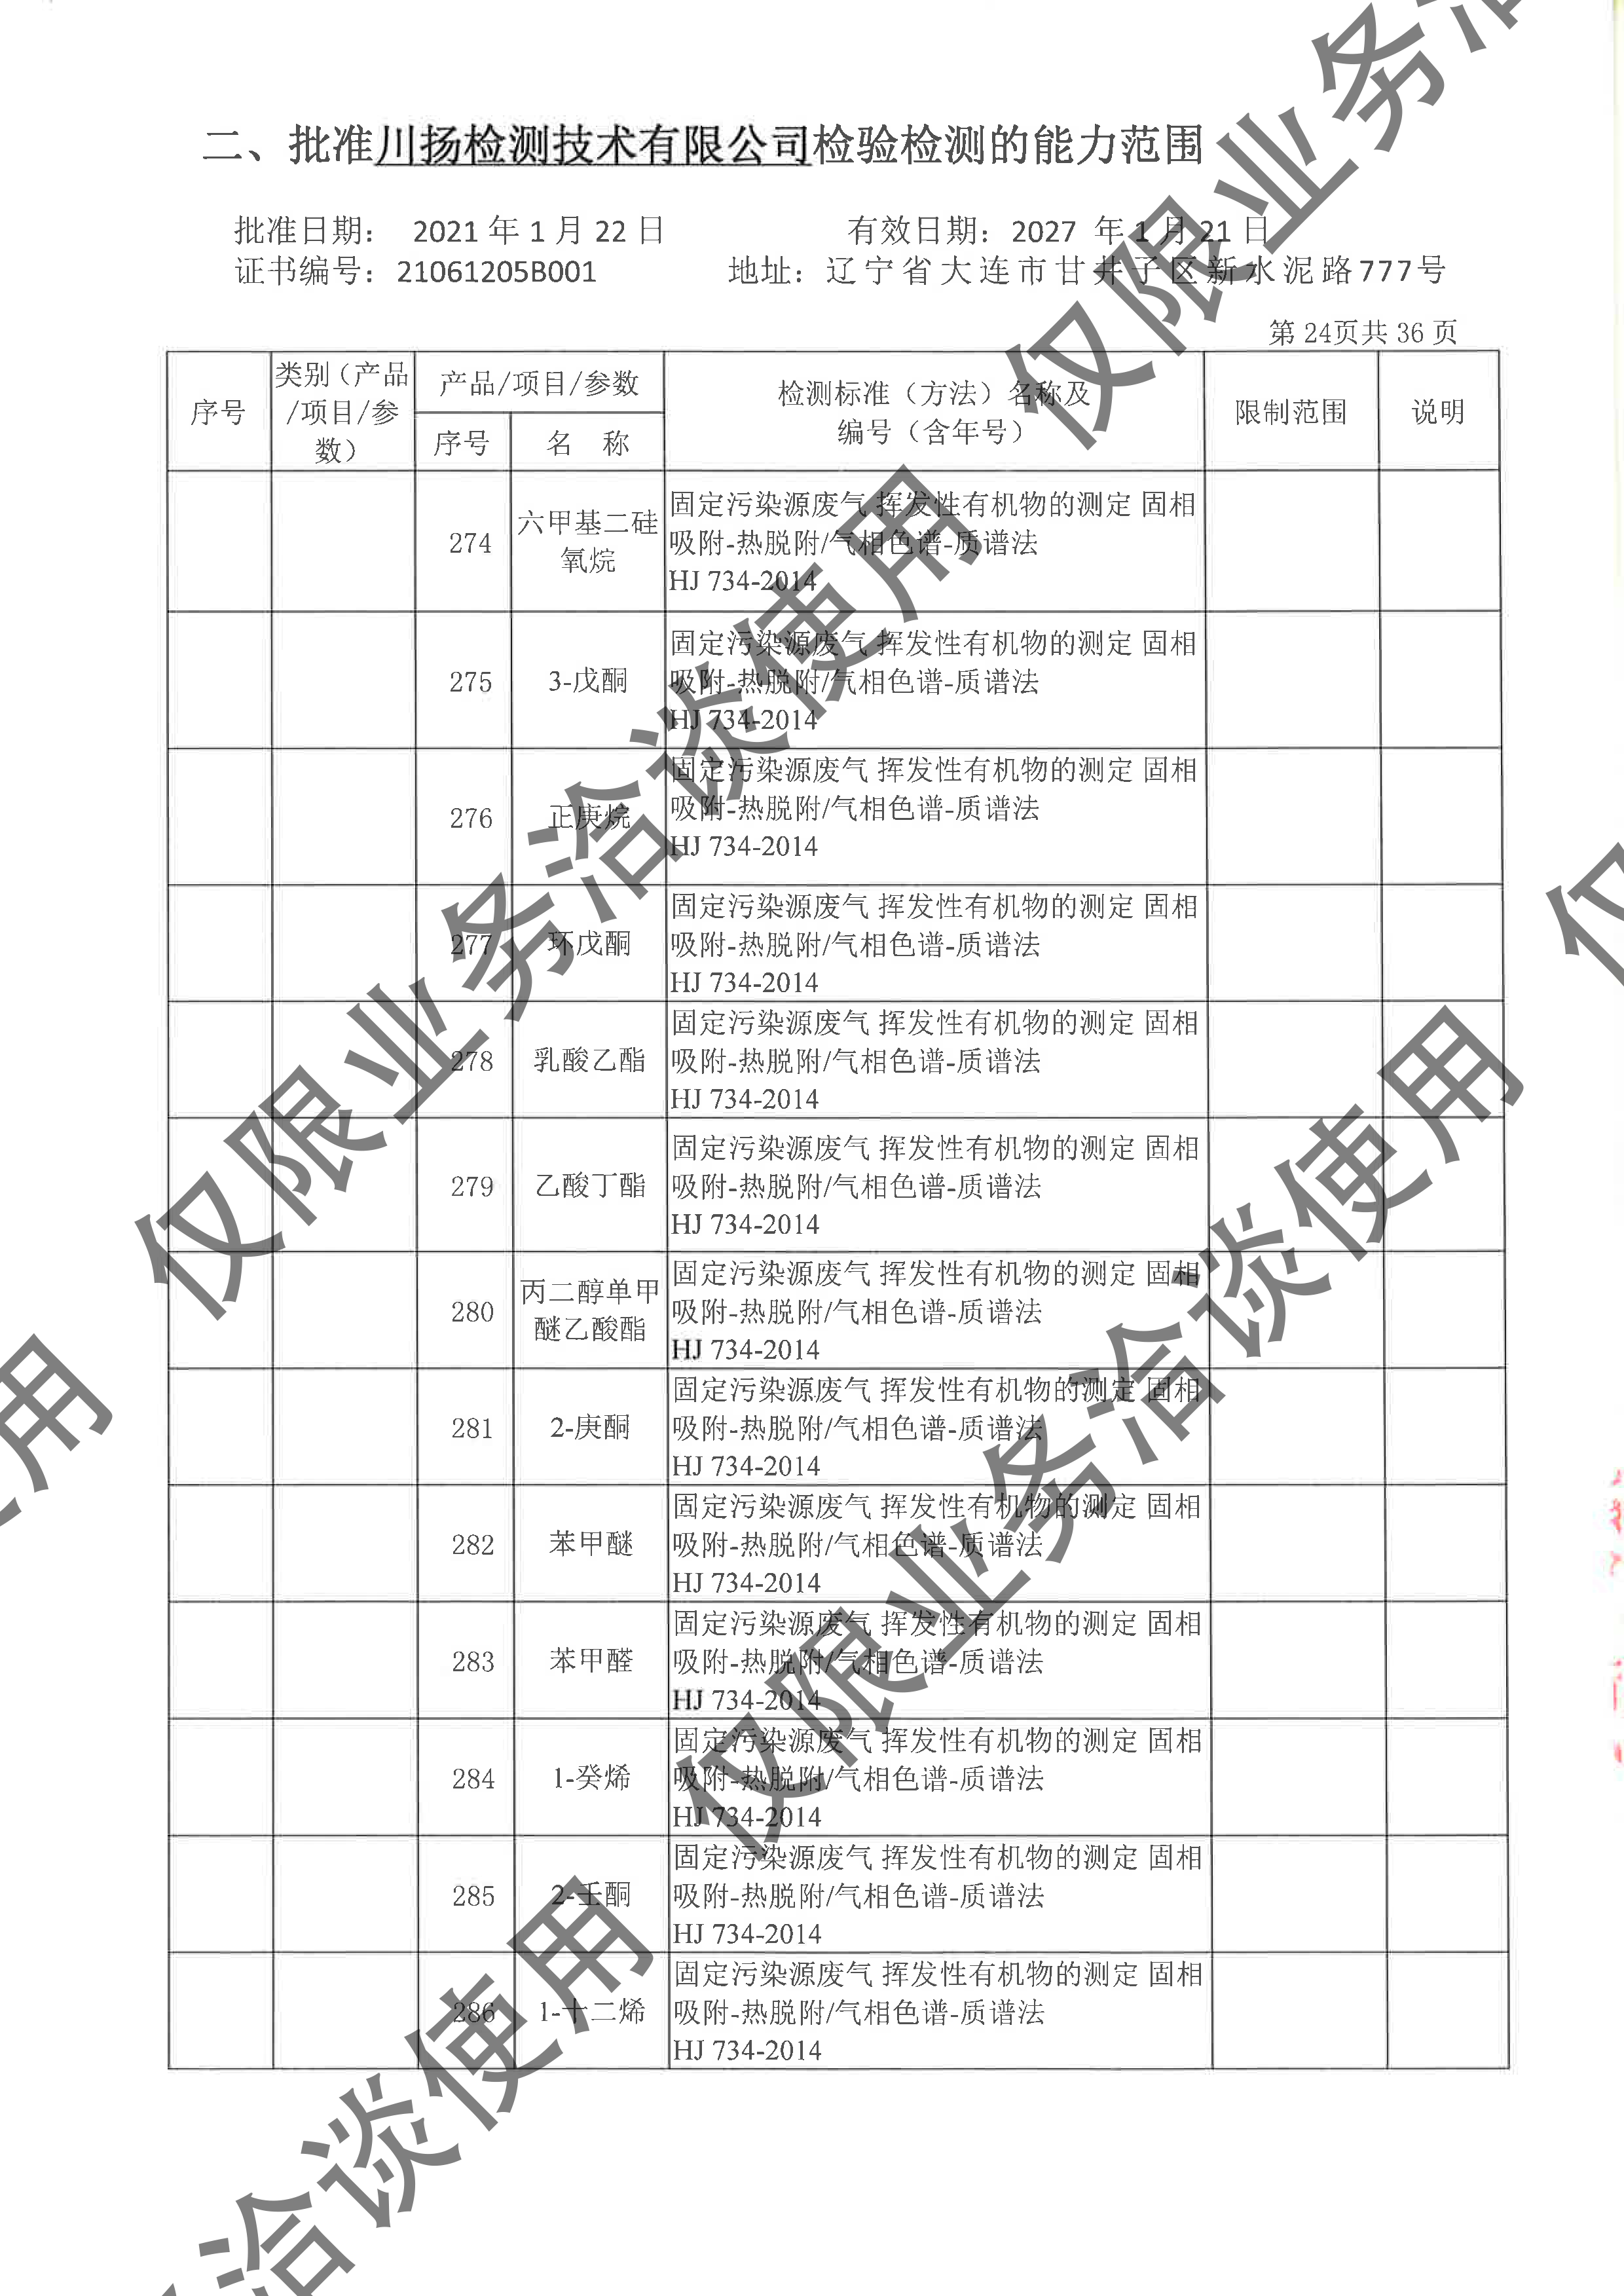 二、批准川扬检测技术有限公司检验检测的能力范围
批准日期： 2021 年 1 月 22 日 有效日期：2027 年 1 月 21 日
证书编号：21061205B001 地址：辽宁省大连市甘井子区新水泥路777号
第 24页共 36 页
序号 类别（产品/项目/参数） 产品/项目/参数 检测标准（方法）名称及编号（含年号） 限制范围 说明
序号 名 称
274 六甲基二硅氧烷 固定污染源废气 挥发性有机物的测定 固相
吸附-热脱附/气相色谱-质谱法
HJ 734-2014
275 3-戊酮 固定污染源废气 挥发性有机物的测定 固相
吸附-热脱附/气相色谱-质谱法
HJ 734-2014
276 正庚烷 固定污染源废气 挥发性有机物的测定 固相
吸附-热脱附/气相色谱-质谱法
HJ 734-2014
277 环戊酮 固定污染源废气 挥发性有机物的测定 固相
吸附-热脱附/气相色谱-质谱法
HJ 734-2014
278 乳酸乙酯 固定污染源废气 挥发性有机物的测定 固相
吸附-热脱附/气相色谱-质谱法
HJ 734-2014
279 乙酸丁酯 固定污染源废气 挥发性有机物的测定 固相
吸附-热脱附/气相色谱-质谱法
HJ 734-2014
280 丙二醇单甲醚乙酸酯 固定污染源废气 挥发性有机物的测定 固相
吸附-热脱附/气相色谱-质谱法
HJ 734-2014
281 2-庚酮 固定污染源废气 挥发性有机物的测定 固相
吸附-热脱附/气相色谱-质谱法
HJ 734-2014
282 苯甲醚 固定污染源废气 挥发性有机物的测定 固相
吸附-热脱附/气相色谱-质谱法
HJ 734-2014
283 苯甲醛 固定污染源废气 挥发性有机物的测定 固相
吸附-热脱附/气相色谱-质谱法
HJ 734-2014
284 1-癸烯 固定污染源废气 挥发性有机物的测定 固相
吸附-热脱附/气相色谱-质谱法
HJ 734-2014
285 2-壬酮 固定污染源废气 挥发性有机物的测定 固相
吸附-热脱附/气相色谱-质谱法
HJ 734-2014
286 1-十二烯 固定污染源废气 挥发性有机物的测定 固相
吸附-热脱附/气相色谱-质谱法
HJ 734-2014
仅限业务洽
仅限业务洽谈使用
仅限业务洽谈使用
洽谈使用
使用
仅